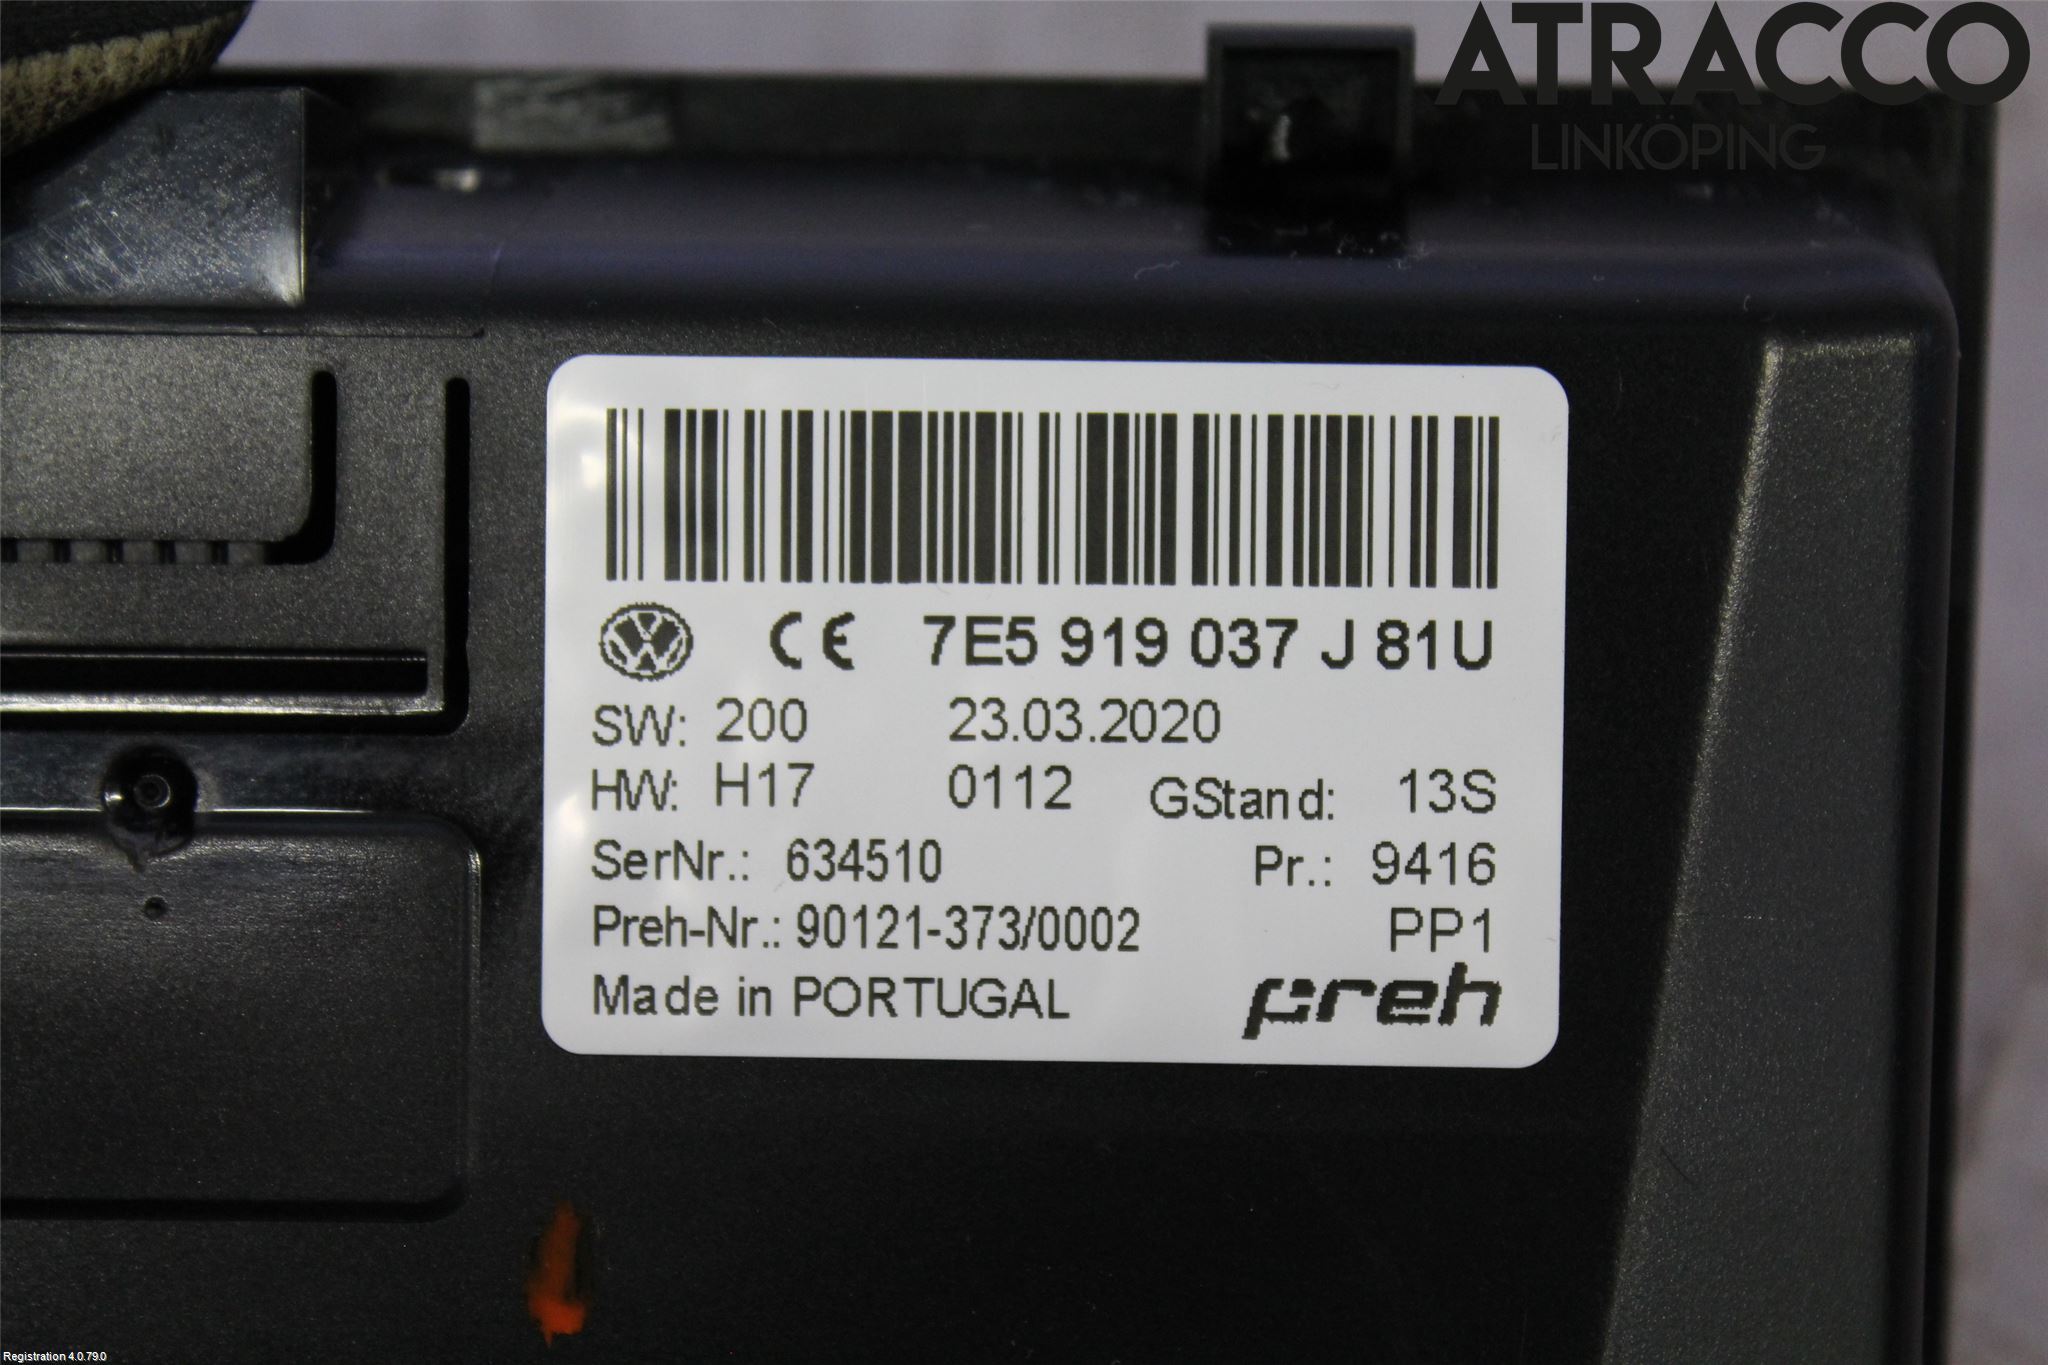 ATRACCO
LINKÖPING
CE 7E5 919 037 J 81U
SW: 200 23.03.2020
HW: H17 0112 GStand: 13S
SerNr.: 634510 Pr.: 9416
Preh-Nr.: 90121-373/0002 PP1
Made in PORTUGAL preh
Registration 4.0.79.0